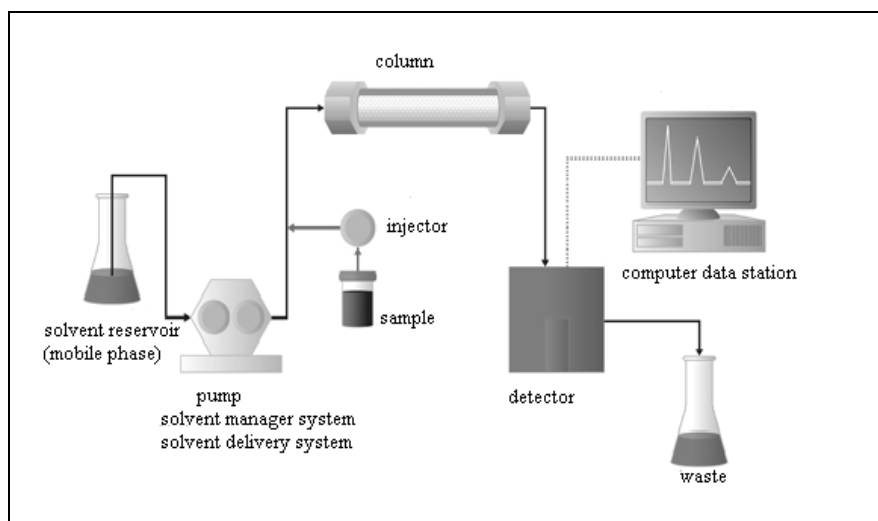 column
injector
sample
solvent reservoir
(mobile phase)
pump
solvent manager system
solvent delivery system
computer data station
detector
waste